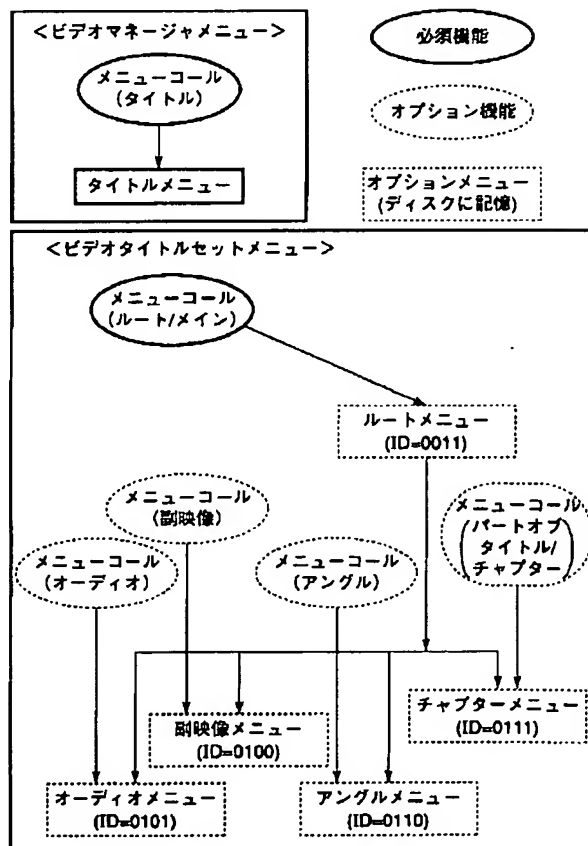 <ビデオマネージャメニュー>
メニューコール
(タイトル)
タイトルメニュー
必須機能
オプション機能
オプションメニュー
(ディスクに記憶)
<ビデオタイトルセットメニュー>
メニューコール
(ルート/メイン)
ルートメニュー
(ID=0011)
メニューコール
(副映像)
メニューコール
(オーディオ)
メニューコール
(アングル)
メニューコール
(パートオブ
タイトル/
チャプター)
副映像メニュー
(ID=0100)
チャプターメニュー
(ID=0111)
オーディオメニュー
(ID=0101)
アングルメニュー
(ID=0110)